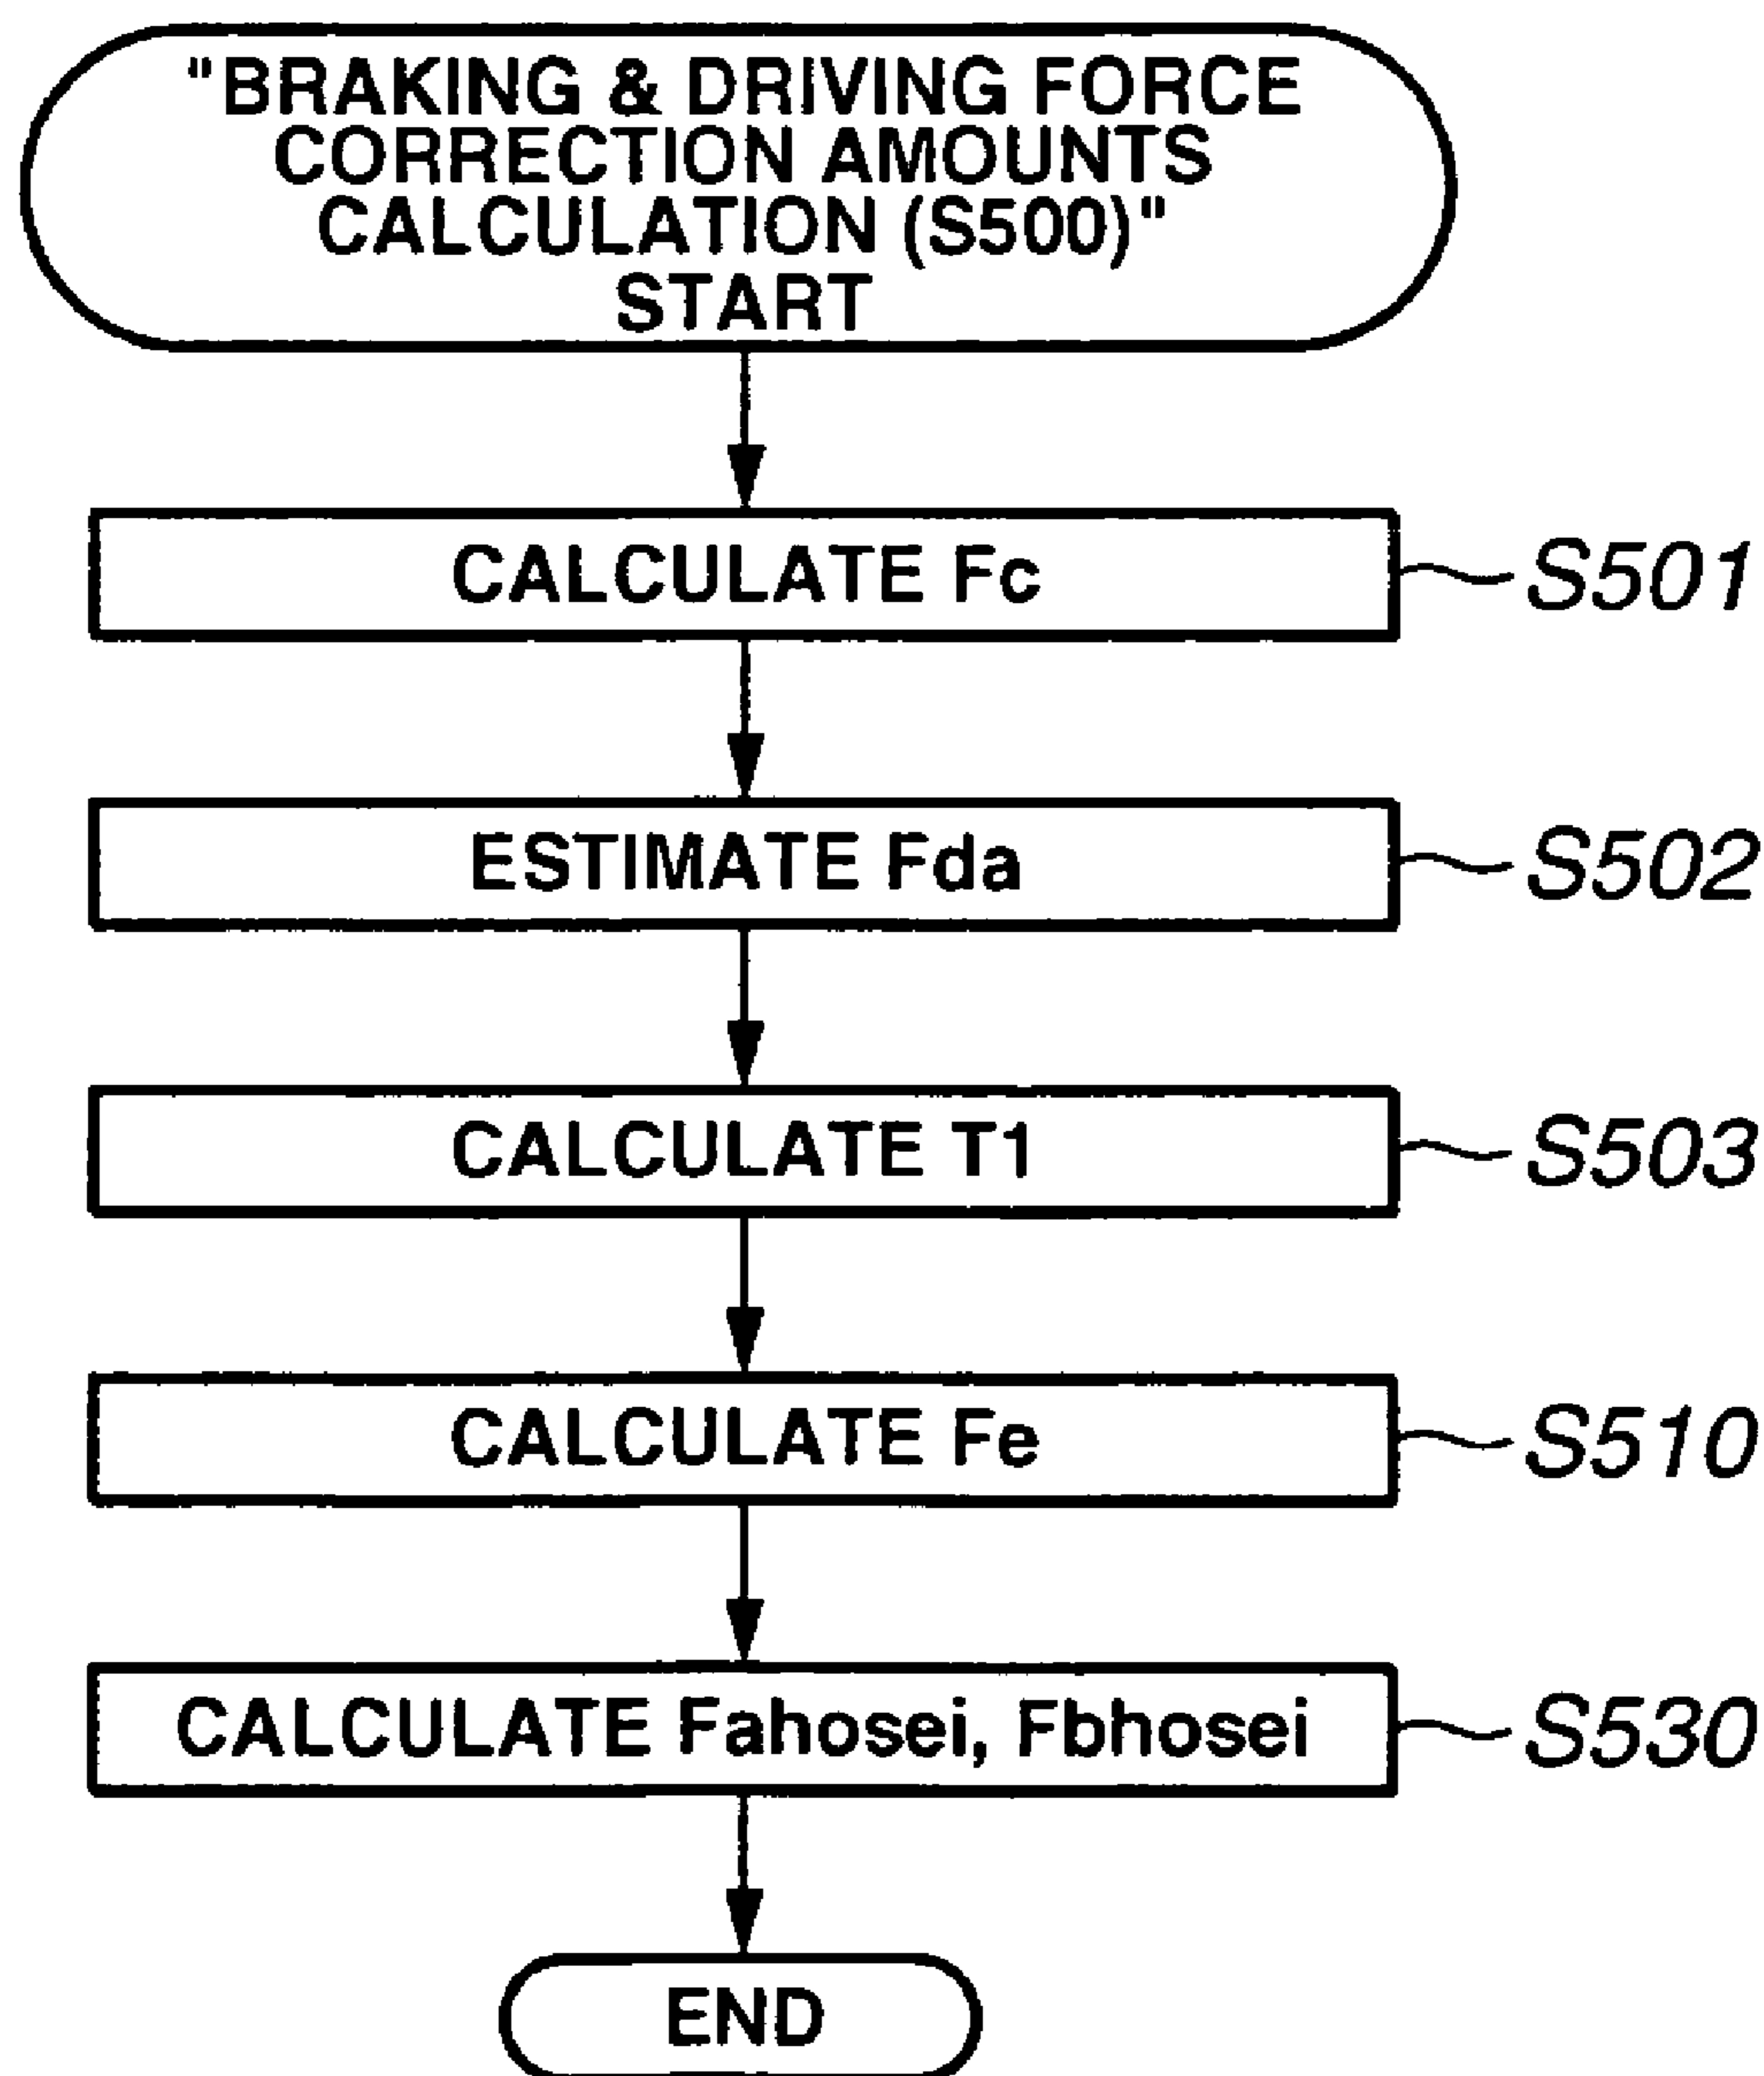 "BRAKING & DRIVING FORCE
CORRECTION AMOUNTS
CALCULATION (S500)"
START
CALCULATE Fc
S501
ESTIMATE Fda
S502
CALCULATE T1
S503
CALCULATE Fe
S510
CALCULATE Fahosei, Fbhosei
S530
END